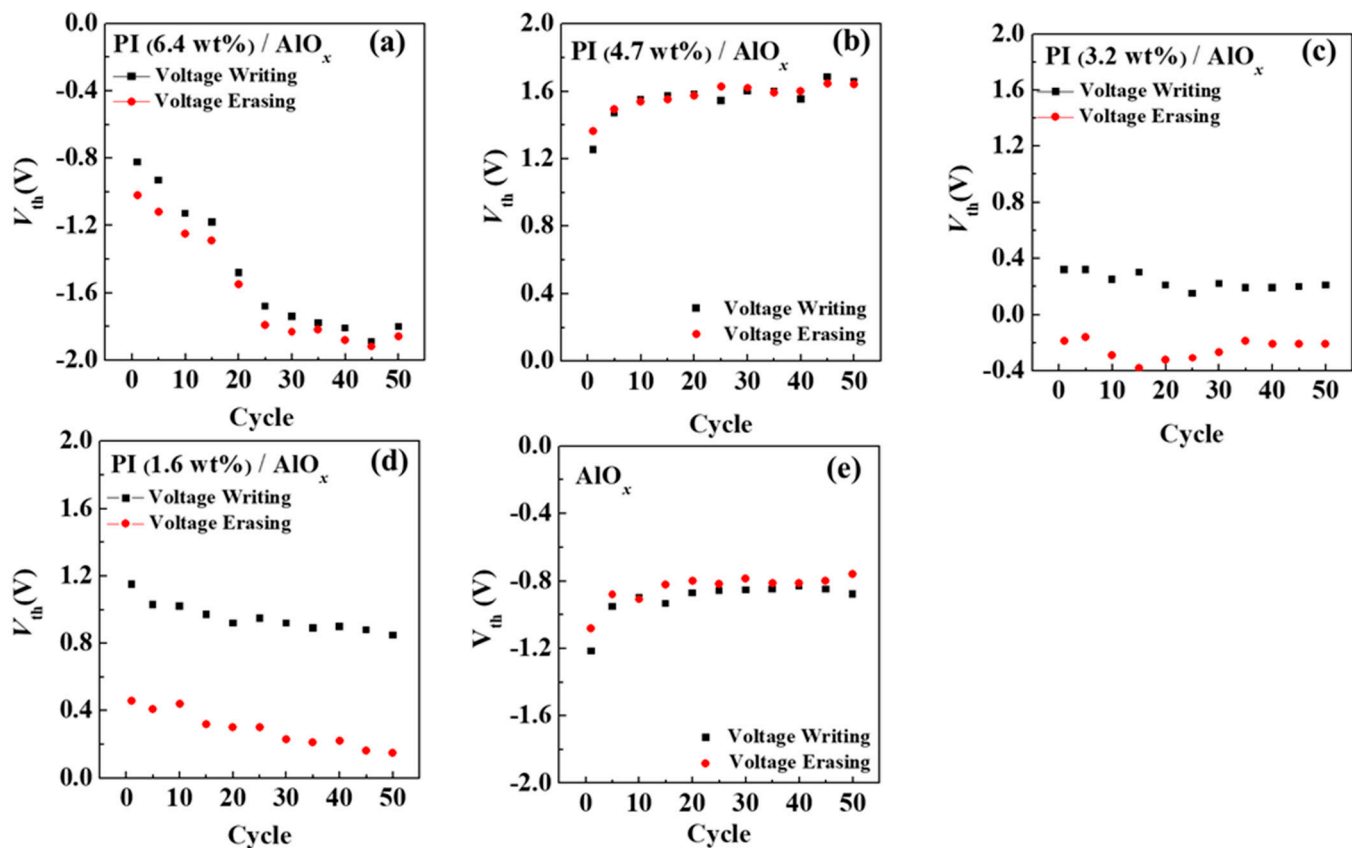 PI (6.4 wt%) / AlOx (a)
Voltage Writing
Voltage Erasing
0.0
-0.4
-0.8
-1.2
-1.6
-2.0
Vth(V)
0 10 20 30 40 50
Cycle
PI (4.7 wt%) / AlOx (b)
2.0
1.6
1.2
0.8
0.4
0.0
Vth(V)
Voltage Writing
Voltage Erasing
0 10 20 30 40 50
Cycle
PI (3.2 wt%) / AlOx (c)
Voltage Writing
Voltage Erasing
2.0
1.6
1.2
0.8
0.4
0.0
-0.4
Vth(V)
0 10 20 30 40 50
Cycle
PI (1.6 wt%) / AlOx (d)
Voltage Writing
Voltage Erasing
2.0
1.6
1.2
0.8
0.4
0.0
Vth(V)
0 10 20 30 40 50
Cycle
AlOx (e)
0.0
-0.4
-0.8
-1.2
-1.6
-2.0
Vth (V)
Voltage Writing
Voltage Erasing
0 10 20 30 40 50
Cycle